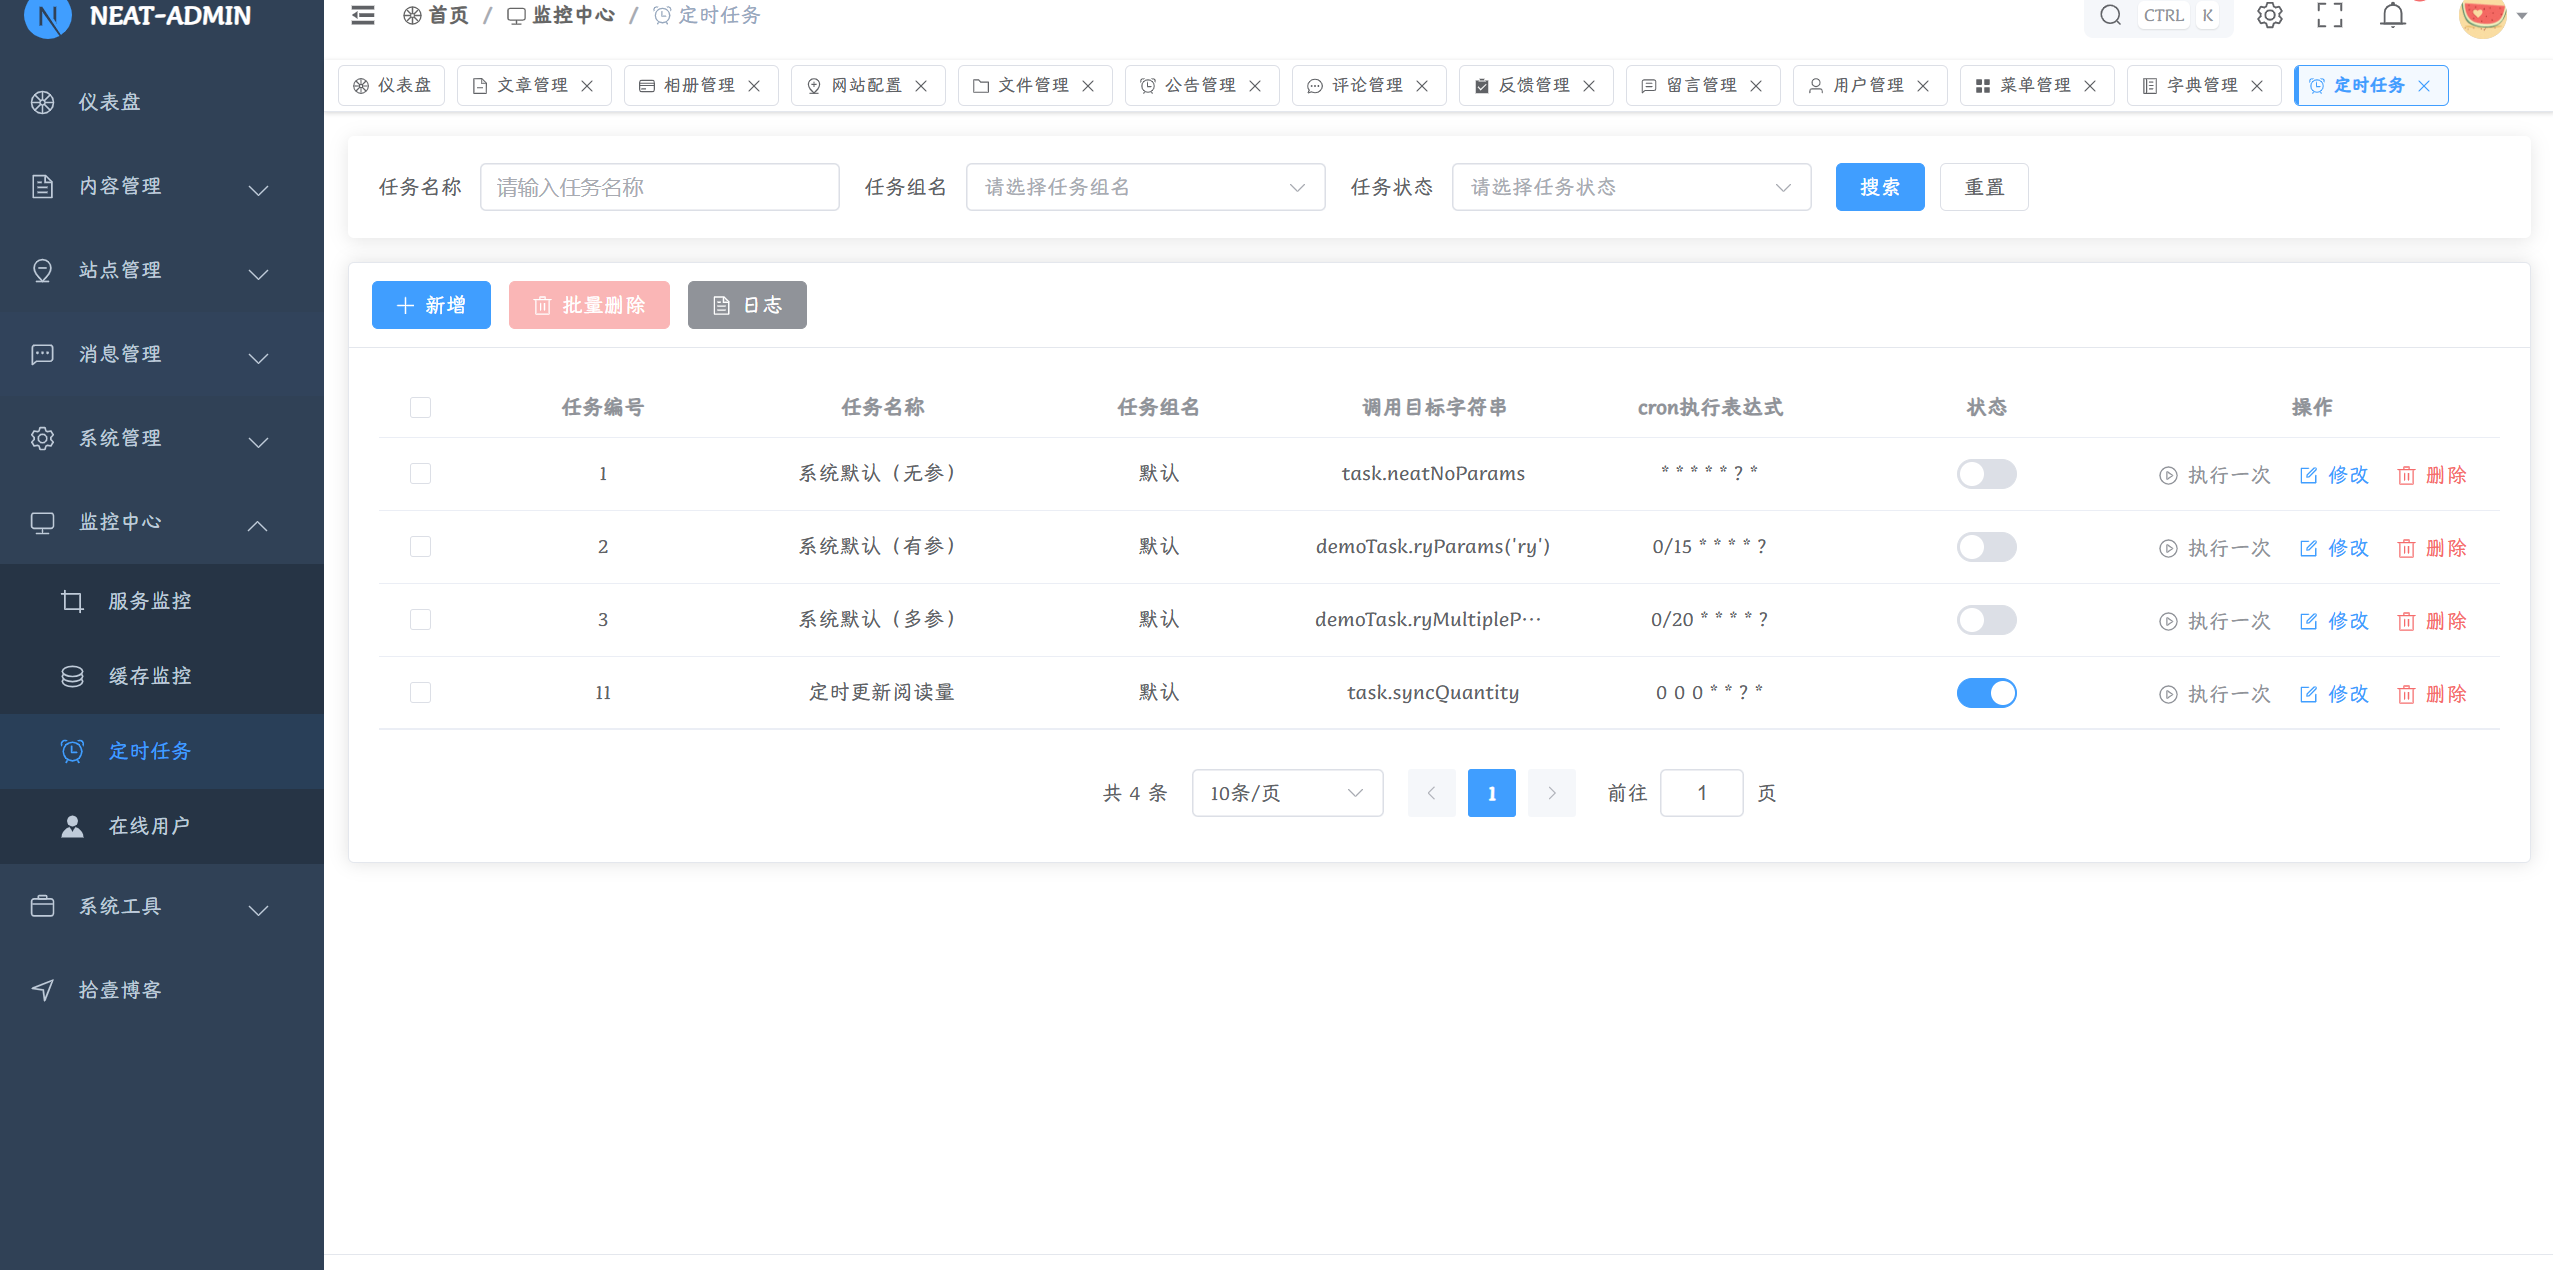 NEAT-ADMIN
首页 / 监控中心 / 定时任务
CTRL K
仪表盘 文章管理 相册管理 网站配置 文件管理 公告管理 评论管理 反馈管理 留言管理 用户管理 菜单管理 字典管理 定时任务
仪表盘
内容管理
站点管理
消息管理
系统管理
监控中心
服务监控
缓存监控
定时任务
在线用户
系统工具
拾壹博客
任务名称 请输入任务名称 任务组名 请选择任务组名 任务状态 请选择任务状态 搜索 重置
新增 批量删除 日志
任务编号 任务名称 任务组名 调用目标字符串 cron执行表达式 状态 操作
1 系统默认（无参） 默认 task.neatNoParams * * * * * ? * 执行一次 修改 删除
2 系统默认（有参） 默认 demoTask.ryParams('ry') 0/15 * * * * ? 执行一次 修改 删除
3 系统默认（多参） 默认 demoTask.ryMultipleP… 0/20 * * * * ? 执行一次 修改 删除
11 定时更新阅读量 默认 task.syncQuantity 0 0 0 * * ? * 执行一次 修改 删除
共 4 条 10条/页 1 前往 1 页